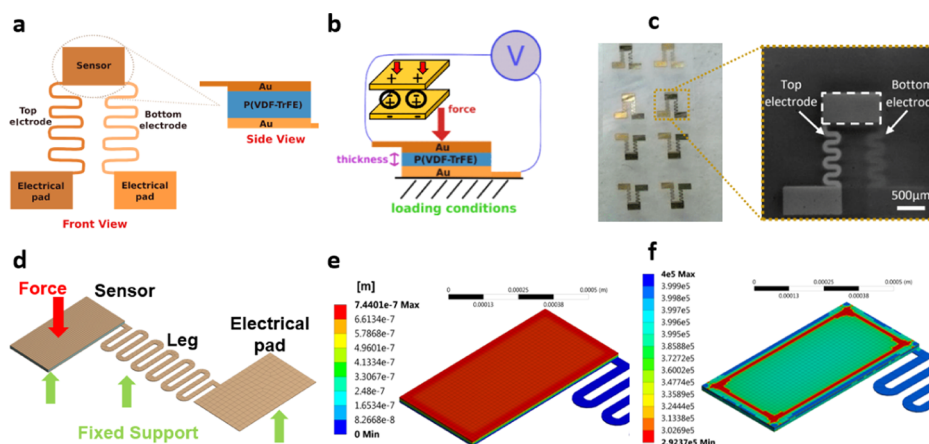 a
Sensor
Top
electrode
Bottom
electrode
Electrical
pad
Electrical
pad
Front View
Au
P(VDF-TrFE)
Au
Side View
b
V
+ +
force
Au
P(VDF-TrFE)
Au
thickness
loading conditions
c
Top
electrode
Bottom
electrode
500μm
d
Force
Sensor
Leg
Electrical
pad
Fixed Support
e
[m]
7.4401e-7 Max
6.6134e-7
5.7868e-7
4.9601e-7
4.1334e-7
3.3067e-7
2.48e-7
1.6534e-7
8.2668e-8
0 Min
0.00025 0.0005 (m)
0.00013 0.00038
f
4e5 Max
3.999e5
3.998e5
3.997e5
3.996e5
3.995e5
3.994e5
3.8588e5
3.7272e5
3.6002e5
3.4774e5
3.3589e5
3.2444e5
3.1338e5
3.0269e5
2.9237e5 Min
0.00025 0.0005 (m)
0.00013 0.00038